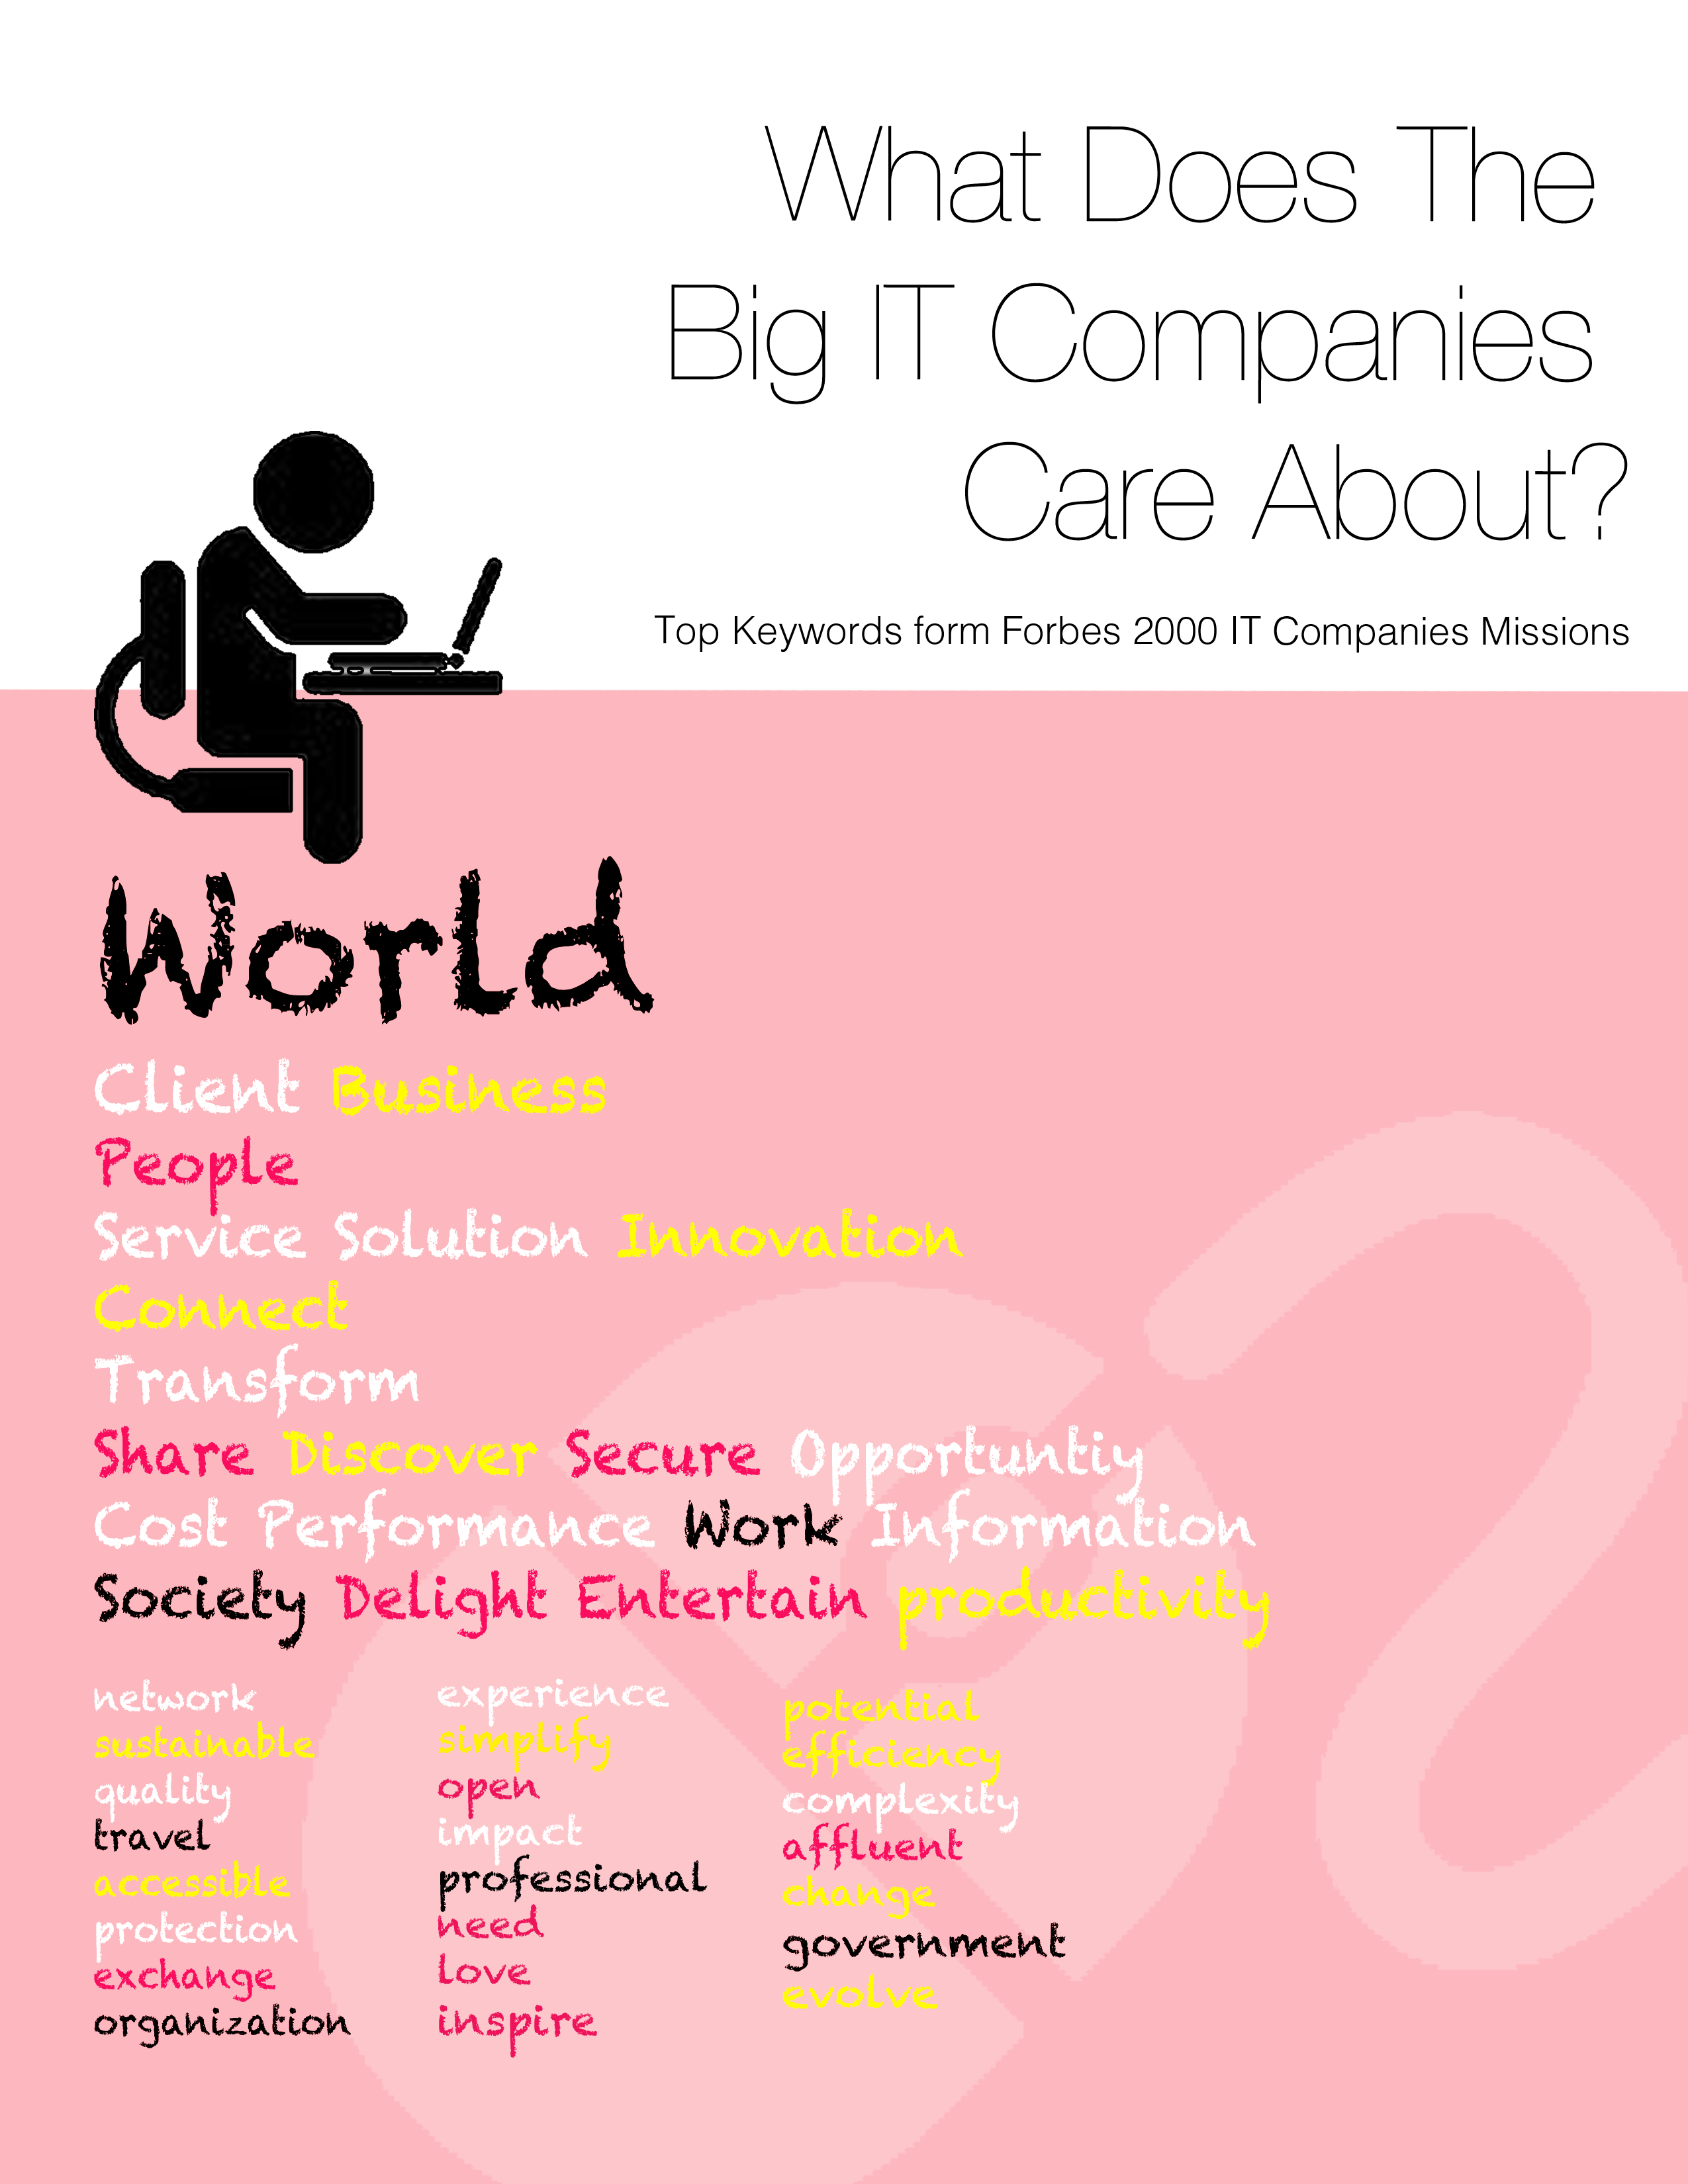 What Does The
Big IT Companies
Care About?
Top Keywords form Forbes 2000 IT Companies Missions
World
Client Business
People
Service Solution Innovation
Connect
Transform
Share Discover Secure Opportuntiy
Cost Performance Work Information
Society Delight Entertain productivity
network
sustainable
quality
travel
accessible
protection
exchange
organization
experience
simplify
open
impact
professional
need
love
inspire
potential
efficiency
complexity
affluent
change
government
evolve